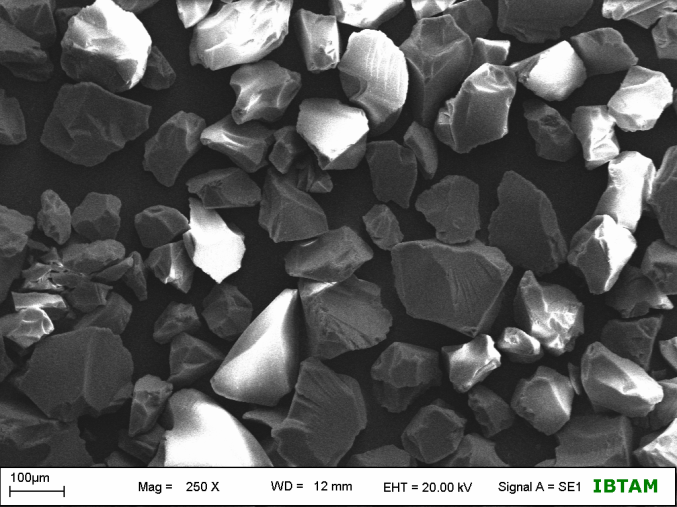 100µm
Mag = 250 X WD = 12 mm EHT = 20.00 kV Signal A = SE1 IBTAM